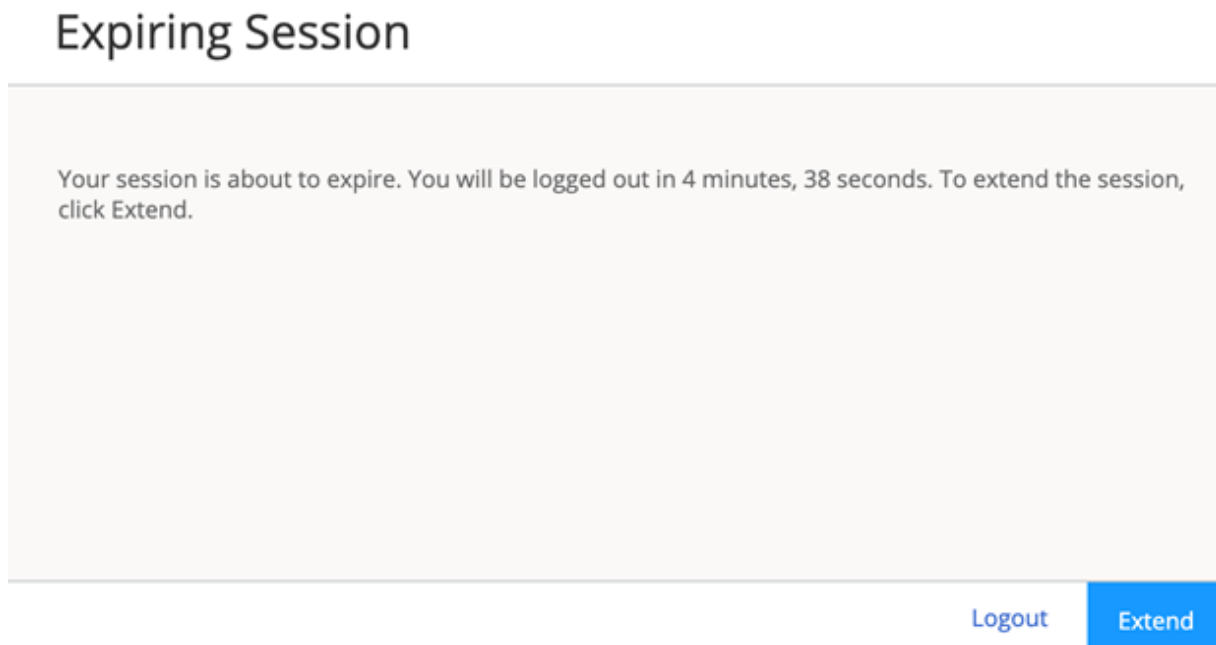 Expiring Session
Your session is about to expire. You will be logged out in 4 minutes, 38 seconds. To extend the session,
click Extend.
Logout
Extend